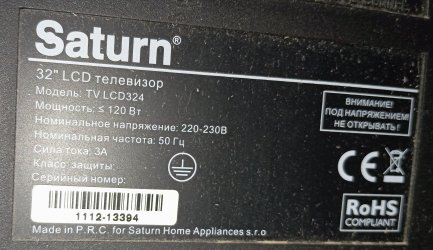 Saturn®
32" LCD телевизор
Модель: TV LCD324
Мощность: ≤ 120 Вт
Номинальное напряжение: 220-230В
Номинальная частота: 50 Гц
Сила тока: 3А
Класс защиты:
Серийный номер:
1112-13394
Made in P.R.C. for Saturn Home Appliances s.r.o
ВНИМАНИЕ!
ПОД НАПРЯЖЕНИЕМ!
НЕ ОТКРЫВАТЬ!
CE
RoHS
COMPLIANT